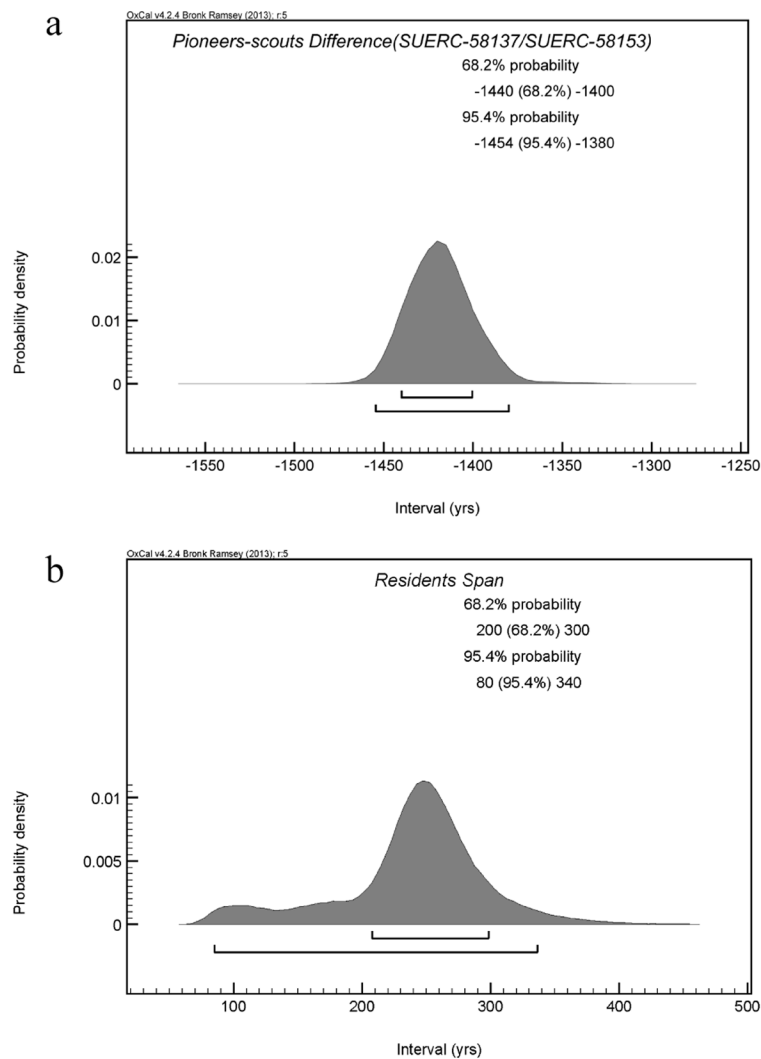 a
OxCal v4.2.4 Bronk Ramsey (2013); r:5
Pioneers-scouts Difference(SUERC-58137/SUERC-58153)
68.2% probability
-1440 (68.2%) -1400
95.4% probability
-1454 (95.4%) -1380
Probability density
0.02
0.01
0
-1550 -1500 -1450 -1400 -1350 -1300 -1250
Interval (yrs)
b
OxCal v4.2.4 Bronk Ramsey (2013); r:5
Residents Span
68.2% probability
200 (68.2%) 300
95.4% probability
80 (95.4%) 340
Probability density
0.01
0.005
0
100 200 300 400 500
Interval (yrs)